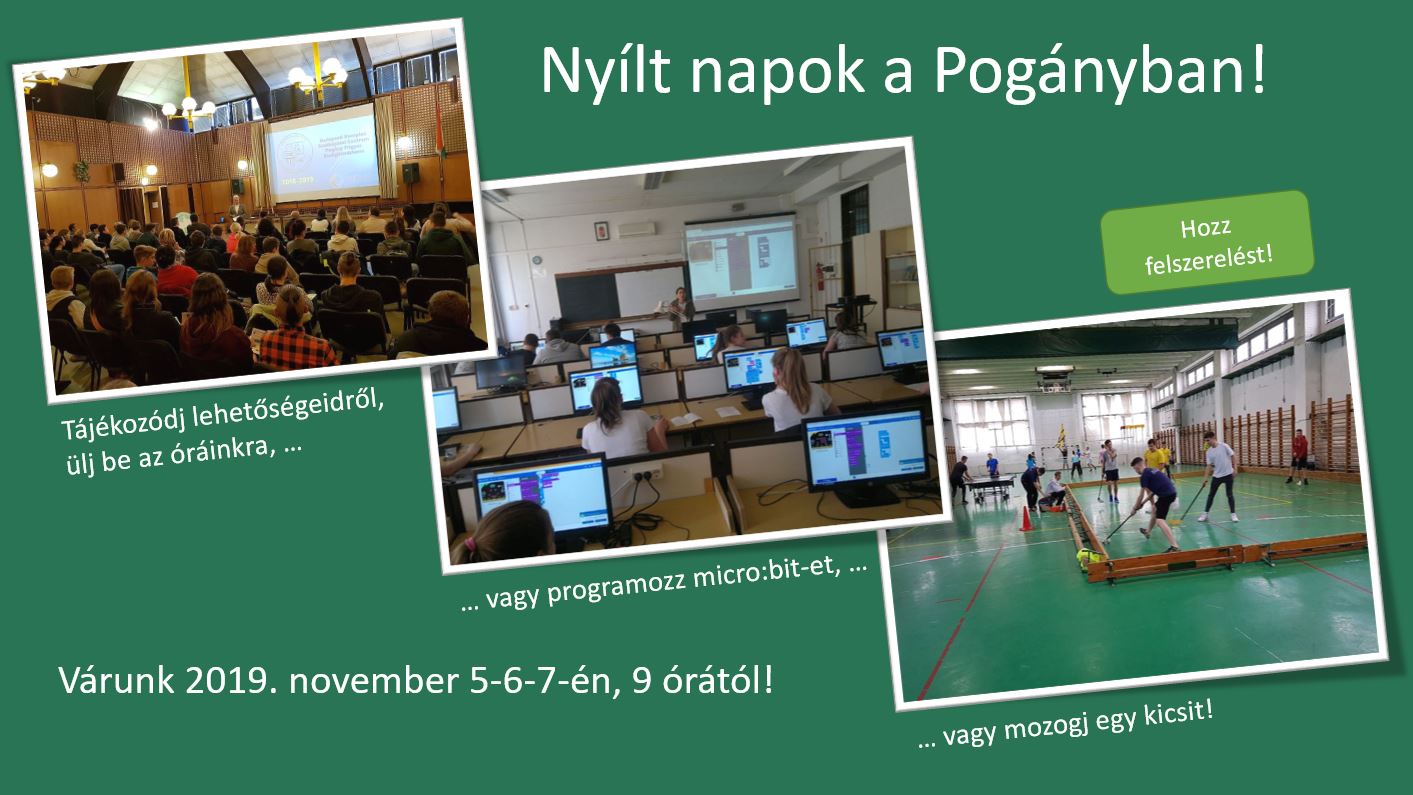 Nyílt napok a Pogányban!
Hozz
felszerelést!
Tájékozódj lehetőségeidről,
ülj be az óráinkra, ...
... vagy programozz micro:bit-et, ...
... vagy mozogj egy kicsit!
Várunk 2019. november 5-6-7-én, 9 órától!